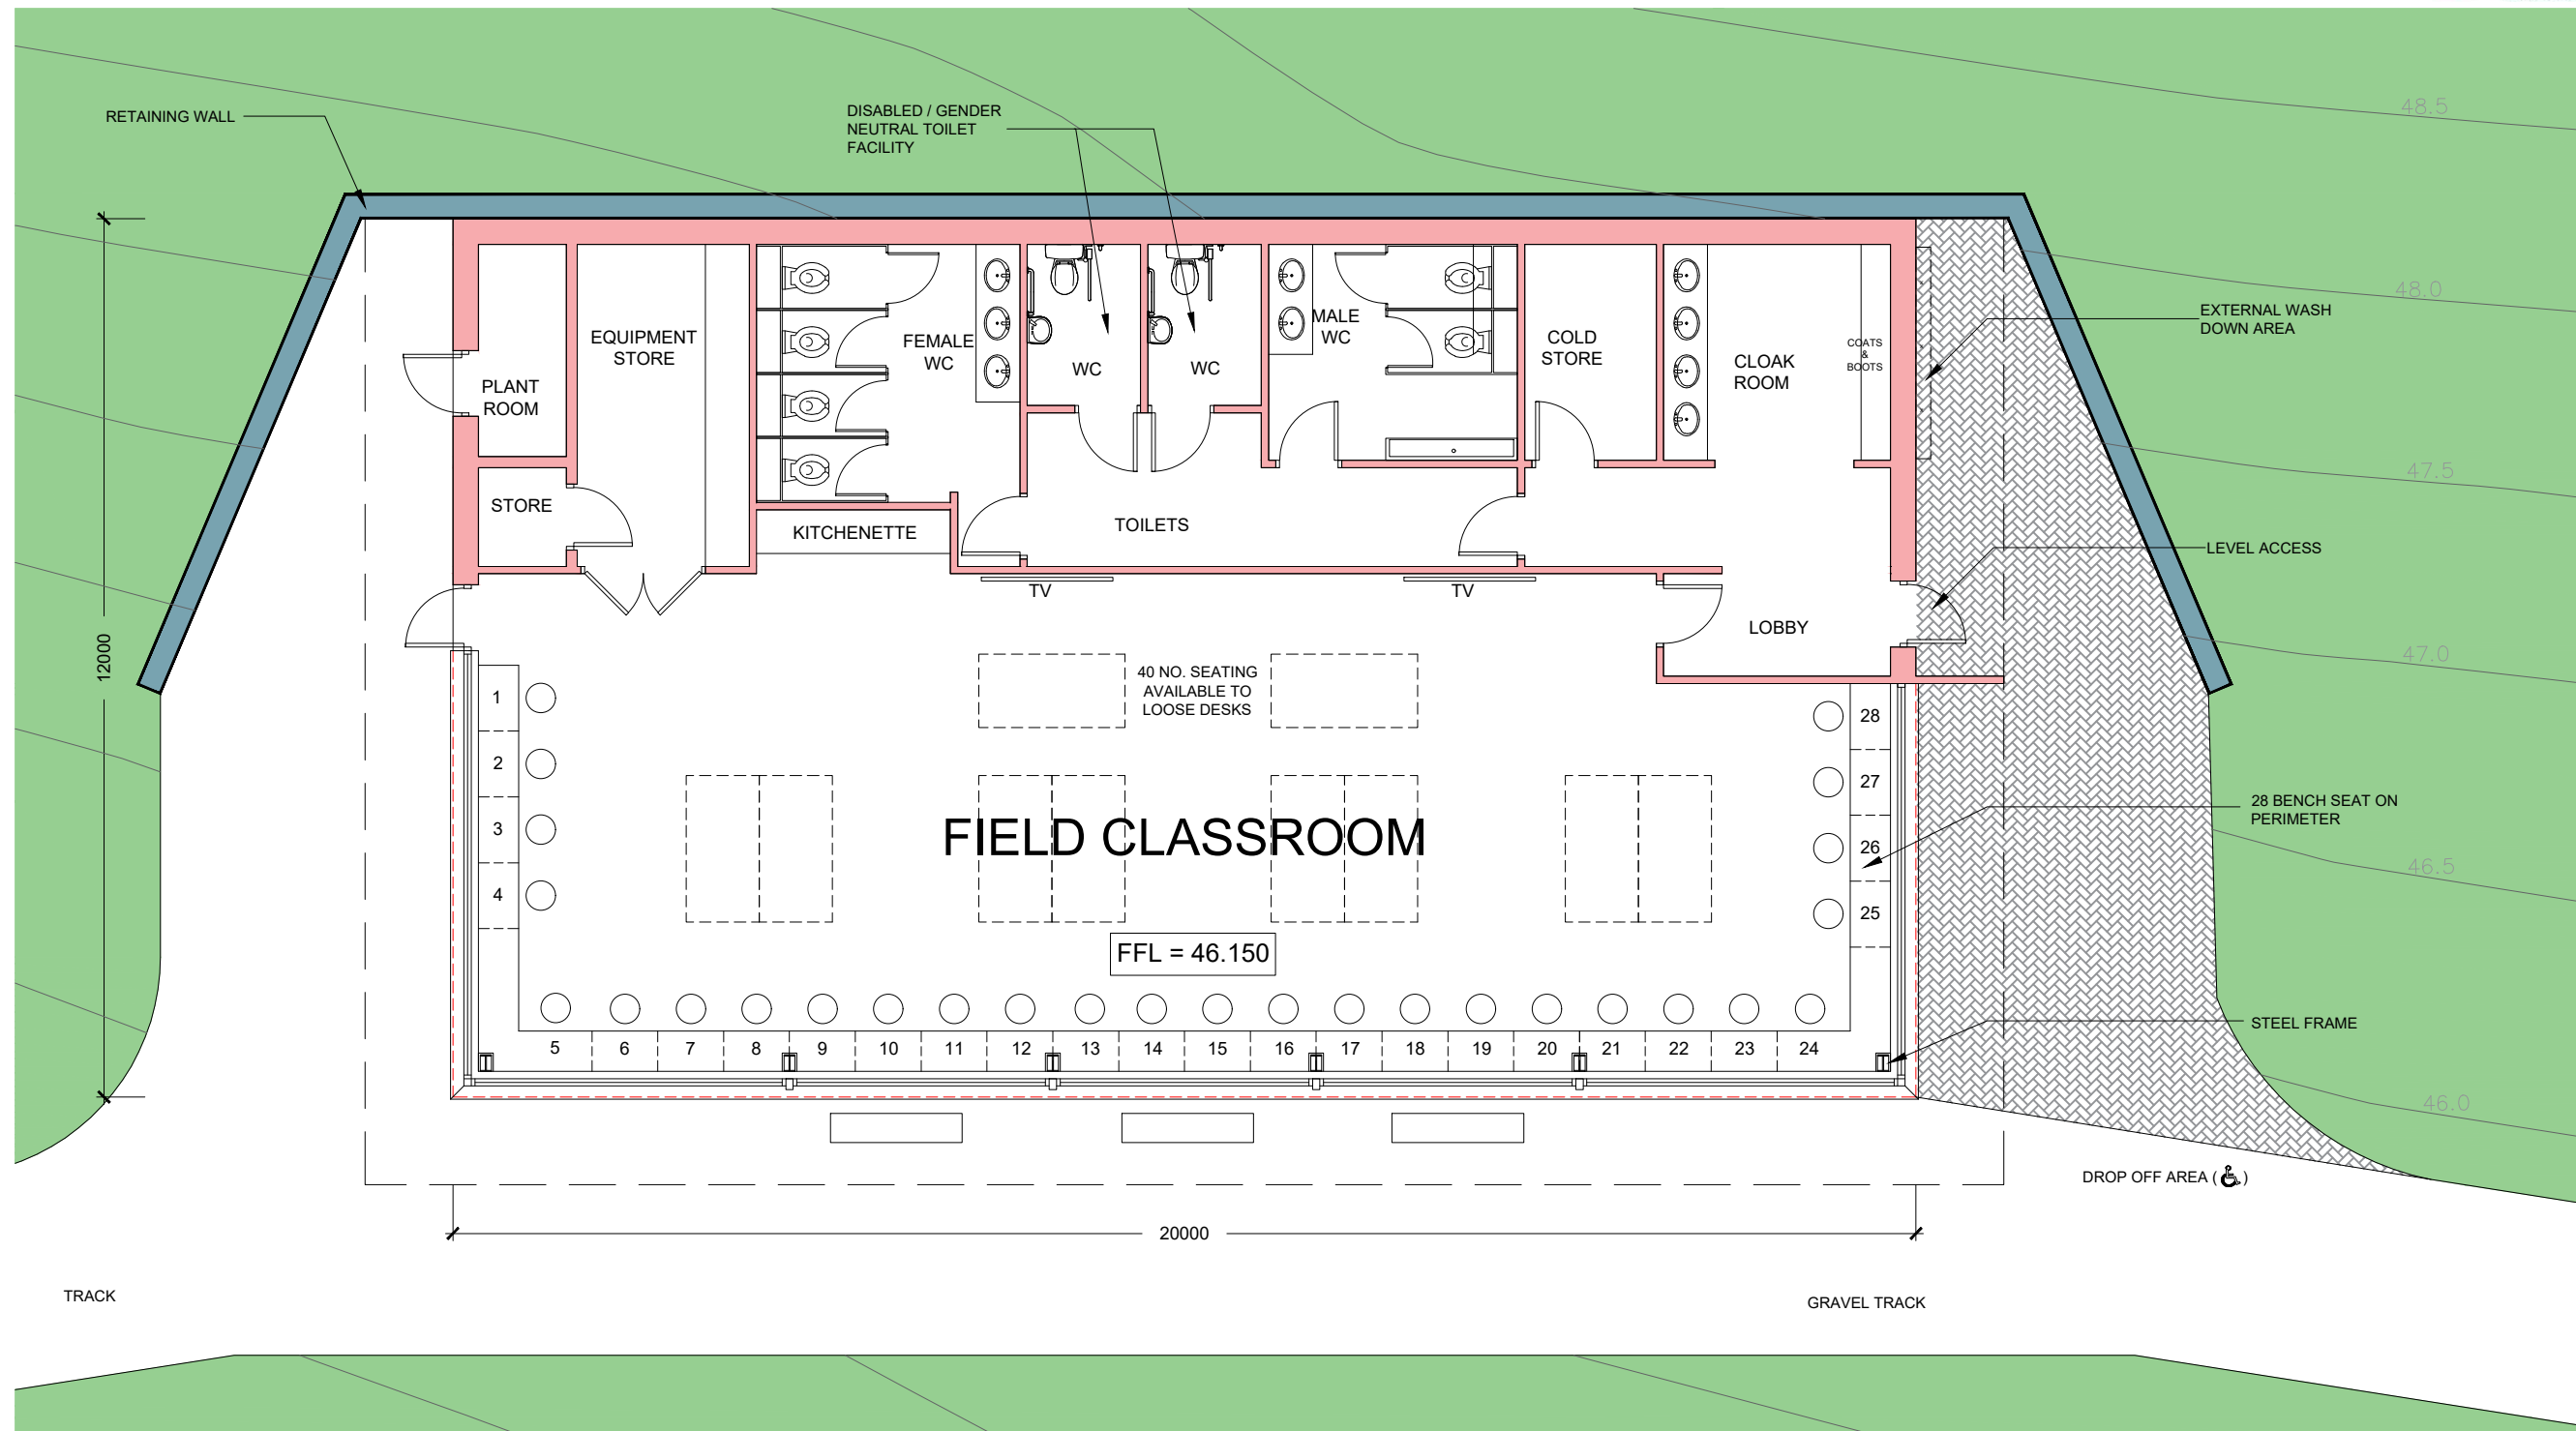 48.5
RETAINING WALL
DISABLED / GENDER
NEUTRAL TOILET
FACILITY
48.0
EXTERNAL WASH
DOWN AREA
EQUIPMENT
STORE
FEMALE
WC
WC
WC
MALE
WC
COLD
STORE
CLOAK
ROOM
COATS
&
BOOTS
PLANT
ROOM
47.5
STORE
KITCHENETTE
TOILETS
LEVEL ACCESS
TV
TV
LOBBY
47.0
12000
40 NO. SEATING
AVAILABLE TO
LOOSE DESKS
1
2
3
4
28
27
26
25
28 BENCH SEAT ON
PERIMETER
FIELD CLASSROOM
46.5
FFL = 46.150
STEEL FRAME
5 6 7 8 9 10 11 12 13 14 15 16 17 18 19 20 21 22 23 24
46.0
DROP OFF AREA ( )
20000
TRACK
GRAVEL TRACK